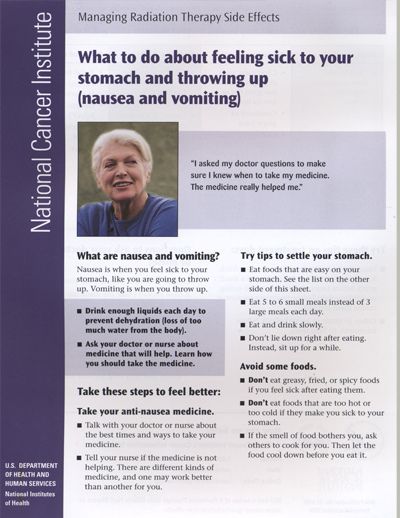 National Cancer Institute
Managing Radiation Therapy Side Effects
What to do about feeling sick to your
stomach and throwing up
(nausea and vomiting)
"I asked my doctor questions to make
sure I knew when to take my medicine.
The medicine really helped me."
What are nausea and vomiting?
Nausea is when you feel sick to your
stomach, like you are going to throw
up. Vomiting is when you throw up.
■ Drink enough liquids each day to
prevent dehydration (loss of too
much water from the body).
■ Ask your doctor or nurse about
medicine that will help. Learn how
you should take the medicine.
Take these steps to feel better:
Take your anti-nausea medicine.
■ Talk with your doctor or nurse about
the best times and ways to take your
medicine.
■ Tell your nurse if the medicine is not
helping. There are different kinds of
medicine, and one may work better
than another for you.
Try tips to settle your stomach.
■ Eat foods that are easy on your
stomach. See the list on the other
side of this sheet.
■ Eat 5 to 6 small meals instead of 3
large meals each day.
■ Eat and drink slowly.
■ Don't lie down right after eating.
Instead, sit up for a while.
Avoid some foods.
■ Don't eat greasy, fried, or spicy foods
if you feel sick after eating them.
■ Don't eat foods that are too hot or
too cold if they make you sick to your
stomach.
■ If the smell of food bothers you, ask
others to cook for you. Then let the
food cool down before you eat it.
U.S. DEPARTMENT
OF HEALTH AND
HUMAN SERVICES
National Institutes
of Health